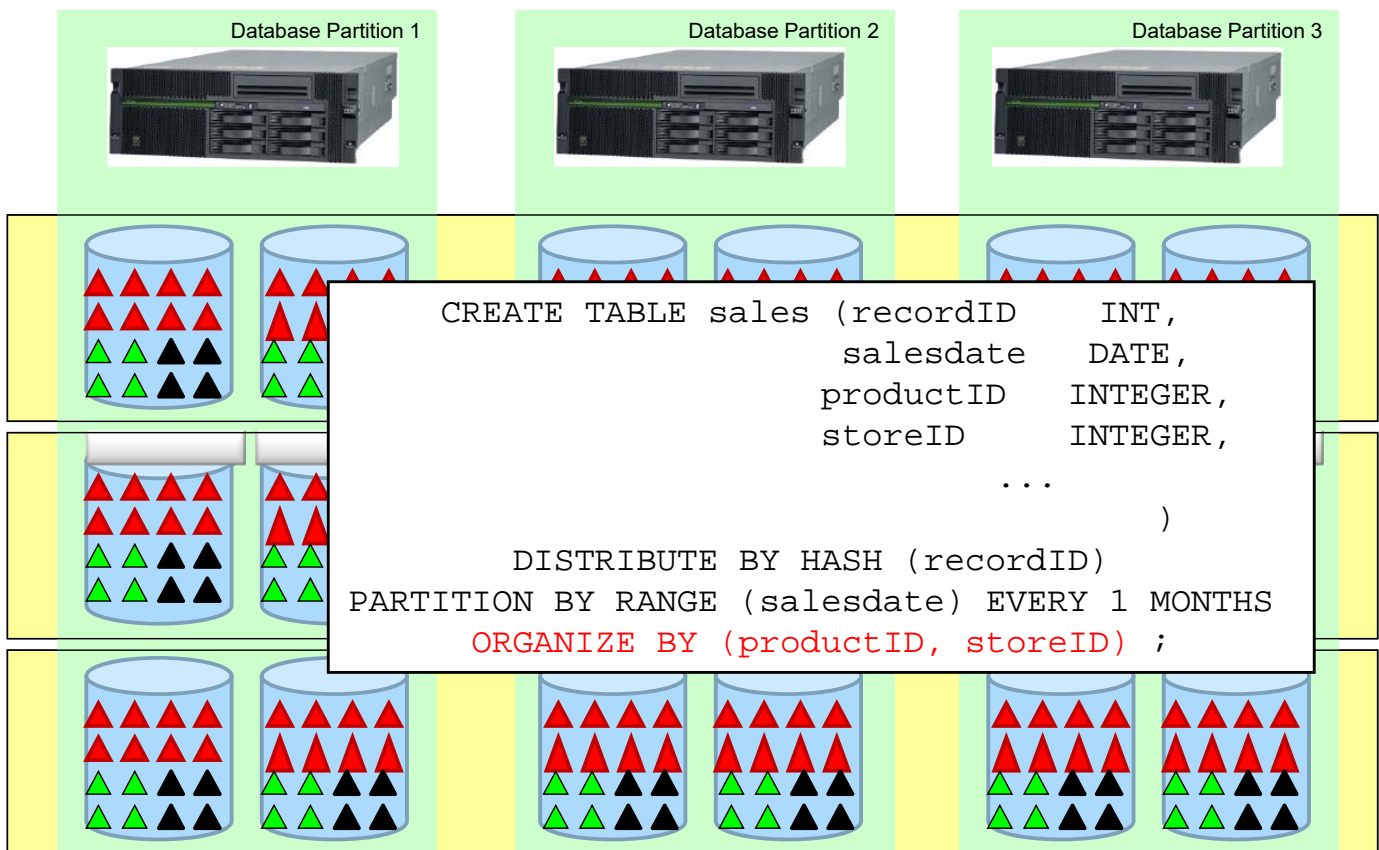 Database Partition 1
Database Partition 2
Database Partition 3
CREATE TABLE sales (recordID INT,
salesdate DATE,
productID INTEGER,
storeID INTEGER,
...
)
DISTRIBUTE BY HASH (recordID)
PARTITION BY RANGE (salesdate) EVERY 1 MONTHS
ORGANIZE BY (productID, storeID) ;